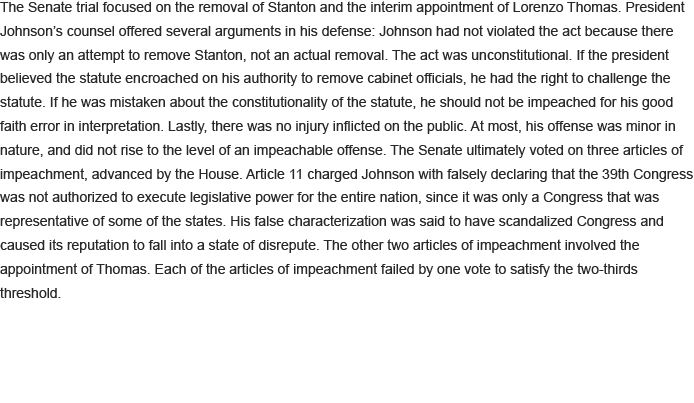 The Senate trial focused on the removal of Stanton and the interim appointment of Lorenzo Thomas. President
Johnson’s counsel offered several arguments in his defense: Johnson had not violated the act because there
was only an attempt to remove Stanton, not an actual removal. The act was unconstitutional. If the president
believed the statute encroached on his authority to remove cabinet officials, he had the right to challenge the
statute. If he was mistaken about the constitutionality of the statute, he should not be impeached for his good
faith error in interpretation. Lastly, there was no injury inflicted on the public. At most, his offense was minor in
nature, and did not rise to the level of an impeachable offense. The Senate ultimately voted on three articles of
impeachment, advanced by the House. Article 11 charged Johnson with falsely declaring that the 39th Congress
was not authorized to execute legislative power for the entire nation, since it was only a Congress that was
representative of some of the states. His false characterization was said to have scandalized Congress and
caused its reputation to fall into a state of disrepute. The other two articles of impeachment involved the
appointment of Thomas. Each of the articles of impeachment failed by one vote to satisfy the two-thirds
threshold.